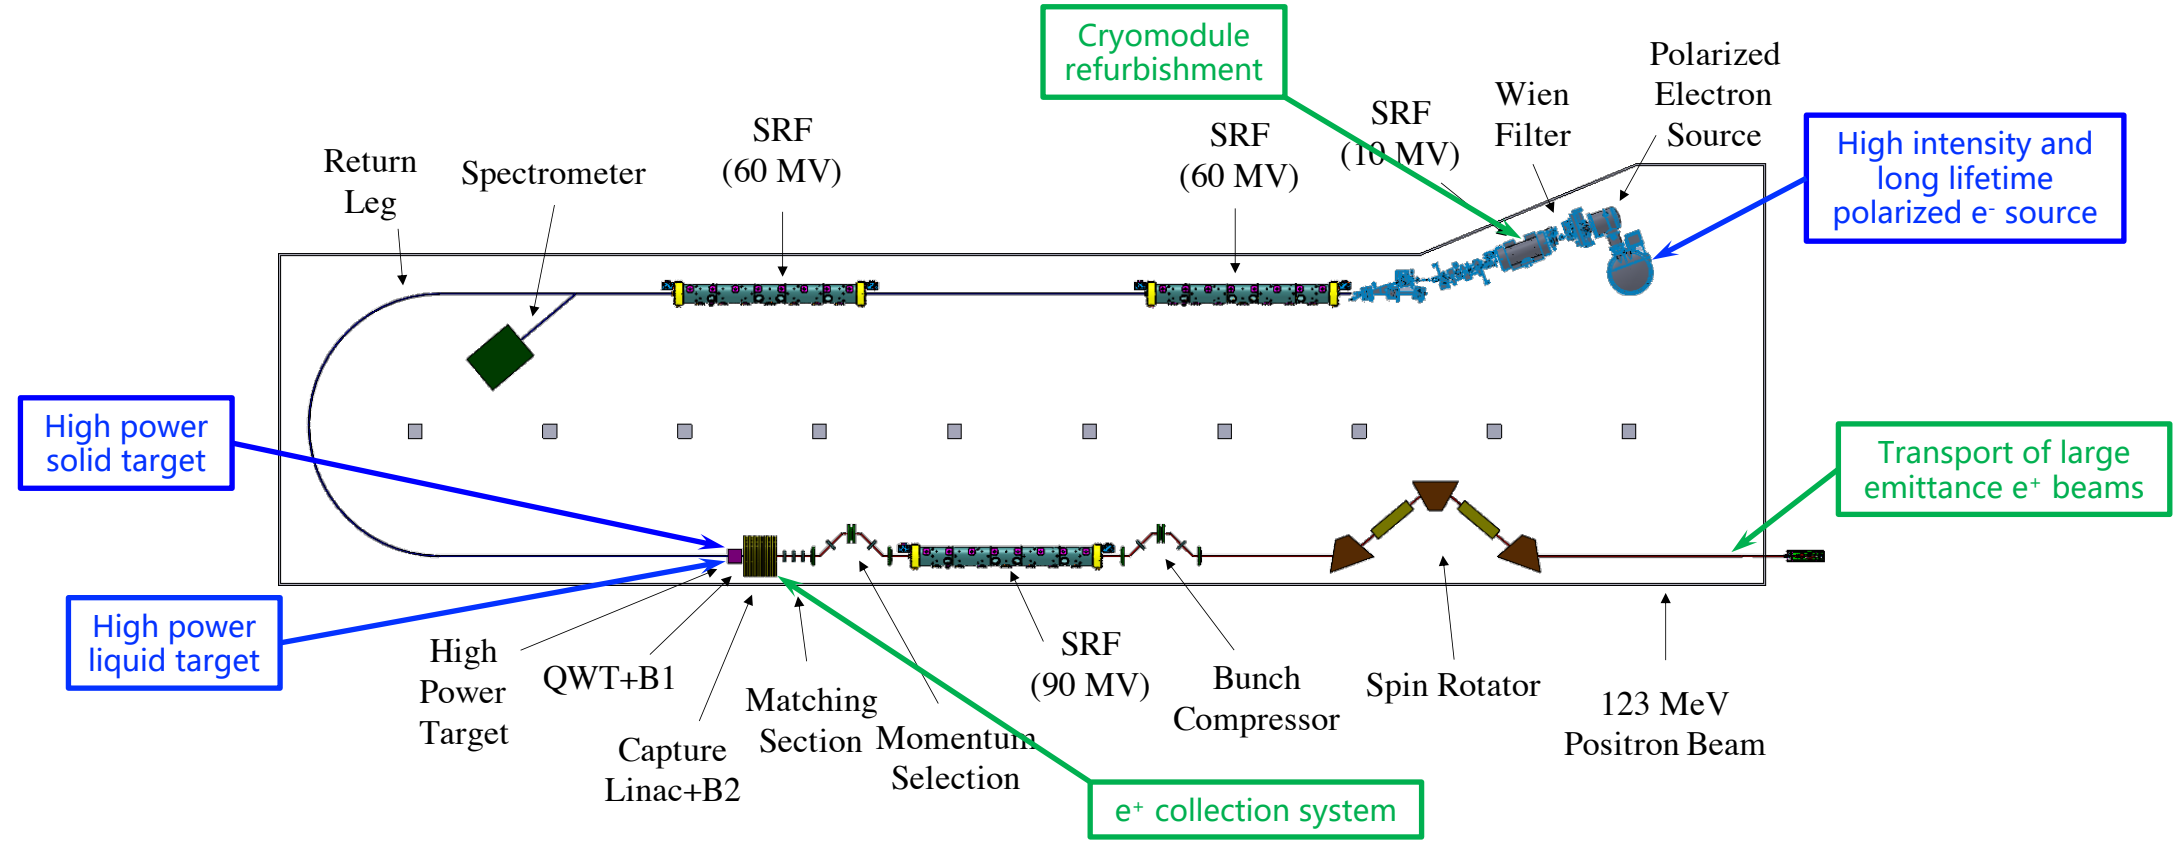 Cryomodule
refurbishment
Polarized
Electron
Source
Wien
Filter
SRF
(10 MV)
SRF
(60 MV)
SRF
(60 MV)
Return
Leg
Spectrometer
High intensity and
long lifetime
polarized e⁻ source
High power
solid target
Transport of large
emittance e⁺ beams
High power
liquid target
High
Power
Target
QWT+B1
Capture
Linac+B2
Matching
Section
Momentum
Selection
SRF
(90 MV)
Bunch
Compressor
Spin Rotator
123 MeV
Positron Beam
e⁺ collection system